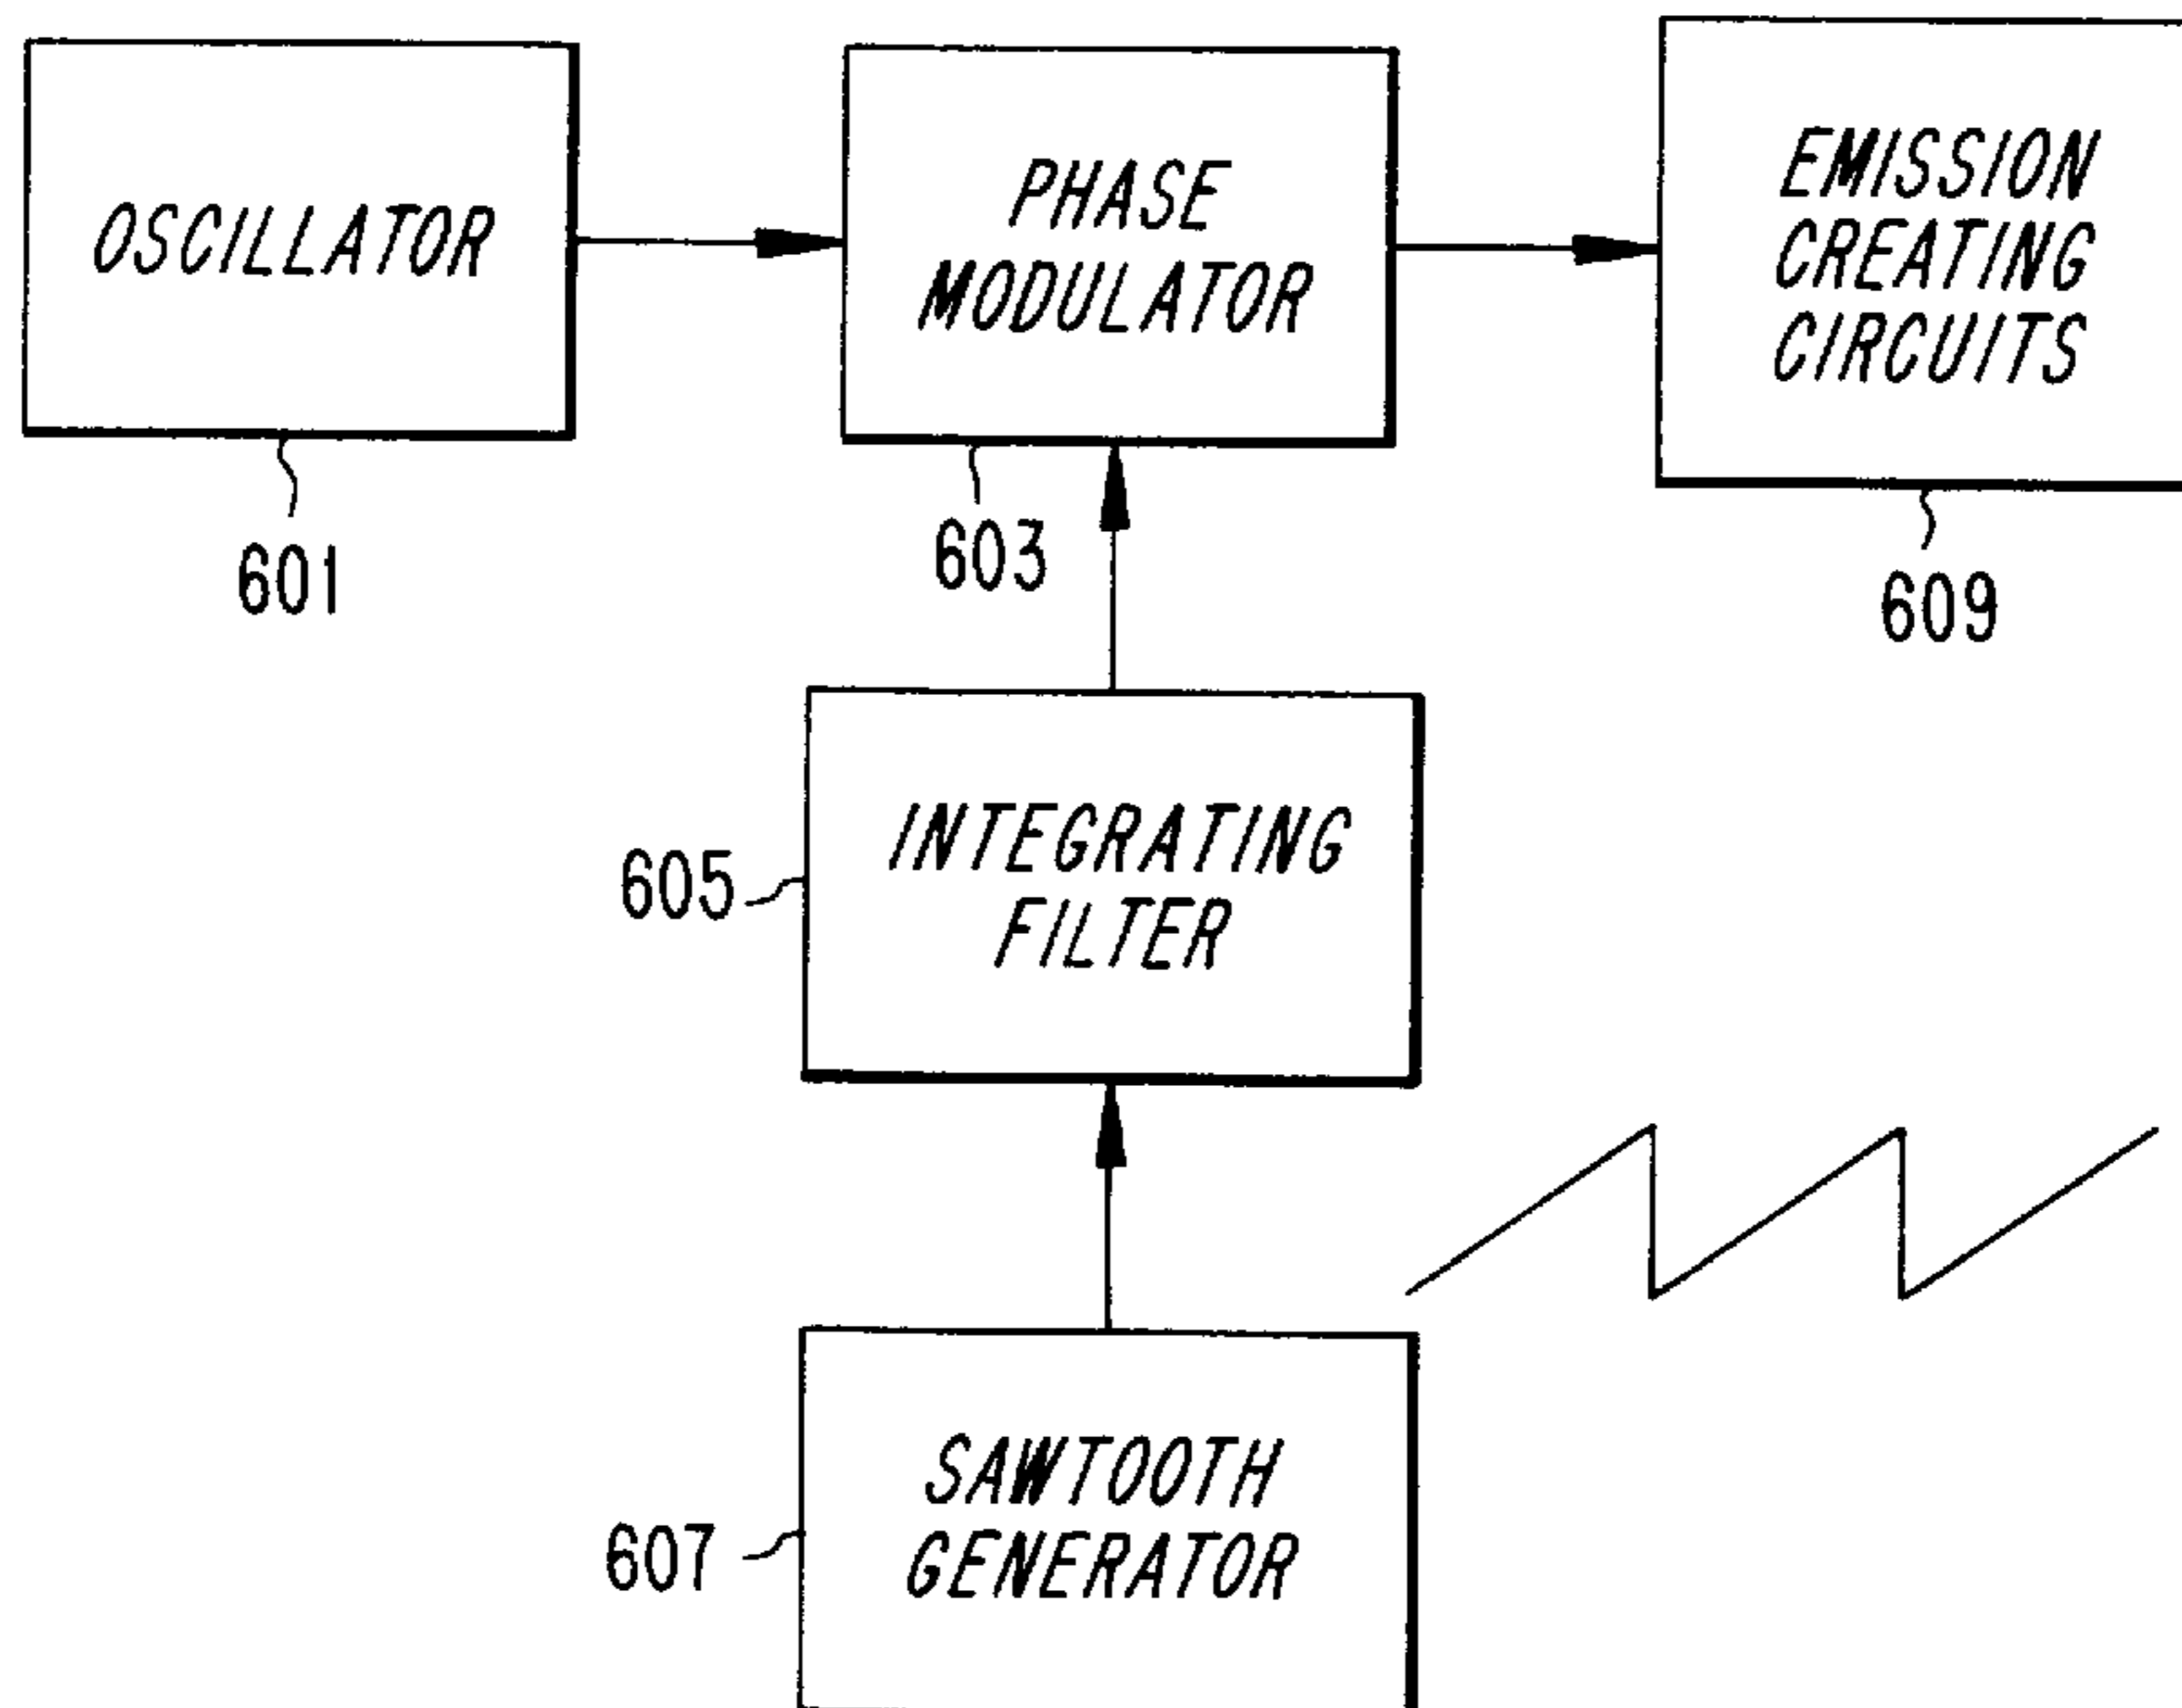 OSCILLATOR
PHASE
MODULATOR
EMISSION
CREATING
CIRCUITS
601
603
609
INTEGRATING
FILTER
605
SAWTOOTH
GENERATOR
607